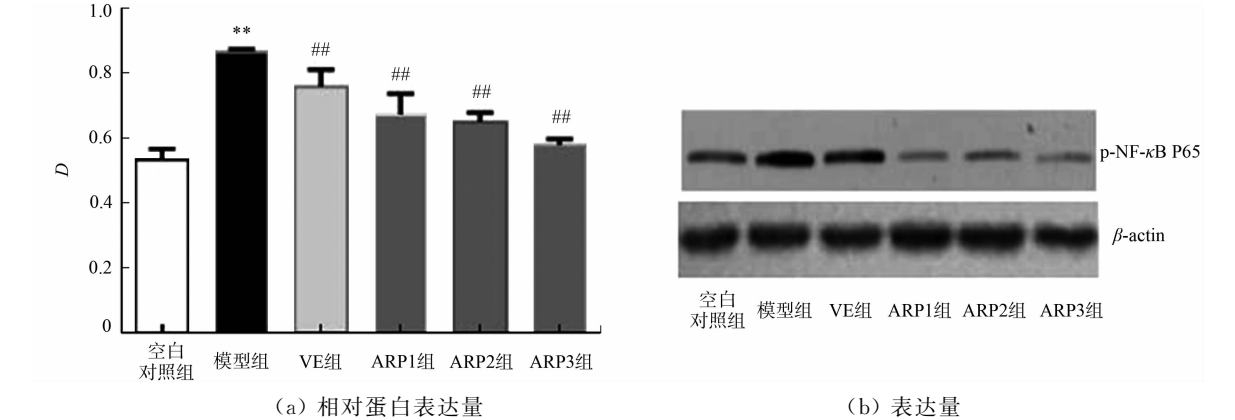 1.0
**
##
0.8
##
##
##
0.6
D
0.4
0.2
0
空白
对照组
模型组
VE组
ARP1组
ARP2组
ARP3组
(a) 相对蛋白表达量
p-NF-κB P65
β-actin
空白
对照组
模型组
VE组
ARP1组
ARP2组
ARP3组
(b) 表达量